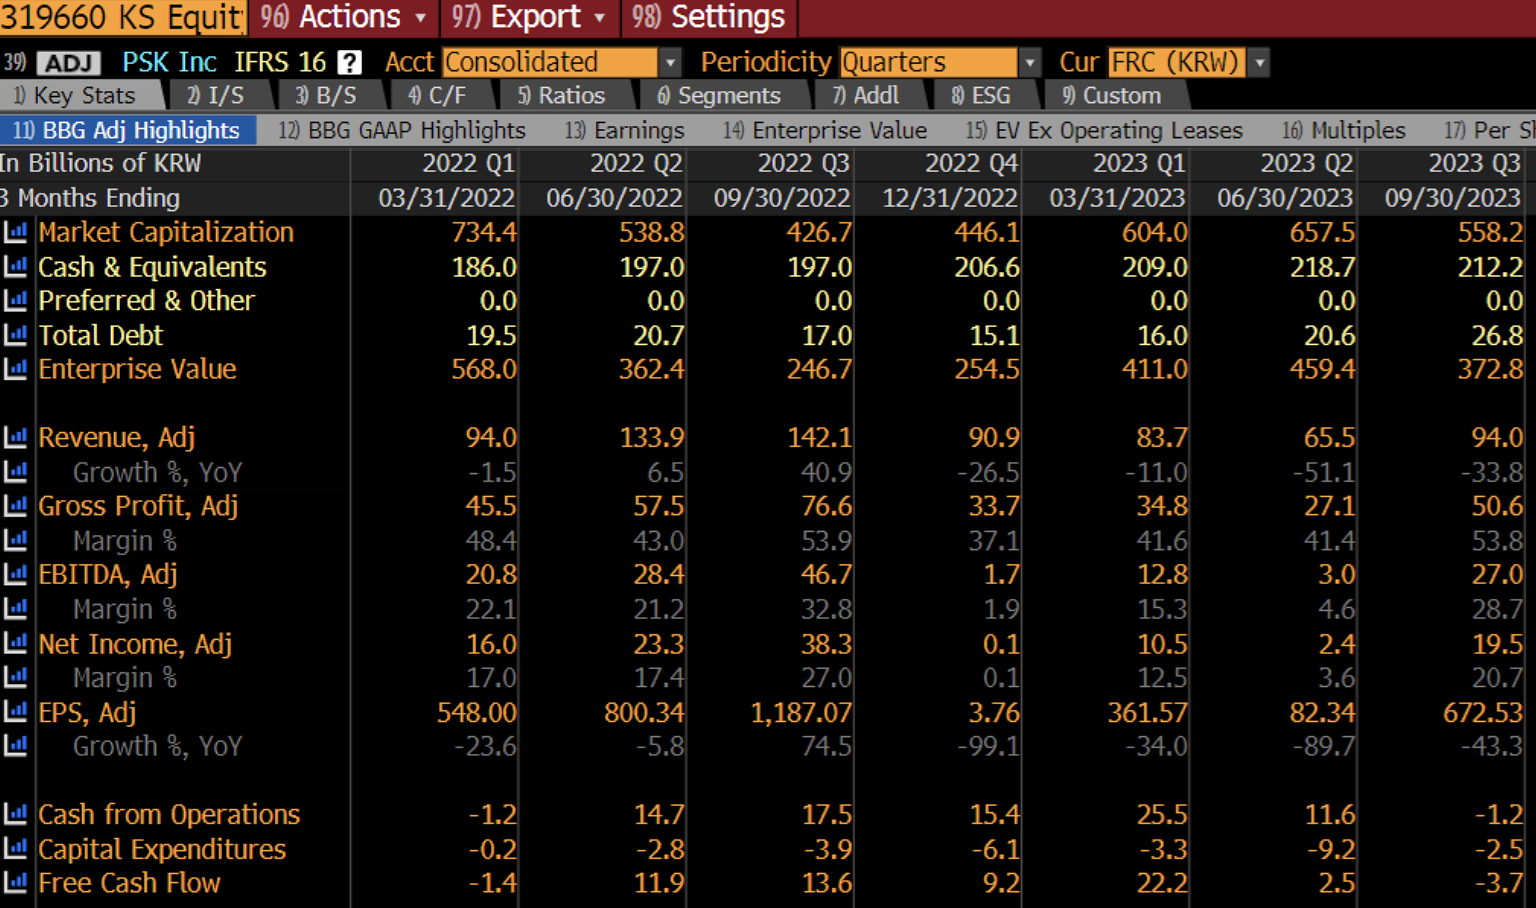 319660 KS Equit 96) Actions 97) Export 98) Settings
39) ADJ PSK Inc IFRS 16 ? Acct Consolidated Periodicity Quarters Cur FRC (KRW)
1) Key Stats 2) I/S 3) B/S 4) C/F 5) Ratios 6) Segments 7) Addl 8) ESG 9) Custom
11) BBG Adj Highlights 12) BBG GAAP Highlights 13) Earnings 14) Enterprise Value 15) EV Ex Operating Leases 16) Multiples 17) Per Sh
In Billions of KRW 2022 Q1 2022 Q2 2022 Q3 2022 Q4 2023 Q1 2023 Q2 2023 Q3
3 Months Ending 03/31/2022 06/30/2022 09/30/2022 12/31/2022 03/31/2023 06/30/2023 09/30/2023
Market Capitalization 734.4 538.8 426.7 446.1 604.0 657.5 558.2
Cash & Equivalents 186.0 197.0 197.0 206.6 209.0 218.7 212.2
Preferred & Other 0.0 0.0 0.0 0.0 0.0 0.0 0.0
Total Debt 19.5 20.7 17.0 15.1 16.0 20.6 26.8
Enterprise Value 568.0 362.4 246.7 254.5 411.0 459.4 372.8
Revenue, Adj 94.0 133.9 142.1 90.9 83.7 65.5 94.0
Growth %, YoY -1.5 6.5 40.9 -26.5 -11.0 -51.1 -33.8
Gross Profit, Adj 45.5 57.5 76.6 33.7 34.8 27.1 50.6
Margin % 48.4 43.0 53.9 37.1 41.6 41.4 53.8
EBITDA, Adj 20.8 28.4 46.7 1.7 12.8 3.0 27.0
Margin % 22.1 21.2 32.8 1.9 15.3 4.6 28.7
Net Income, Adj 16.0 23.3 38.3 0.1 10.5 2.4 19.5
Margin % 17.0 17.4 27.0 0.1 12.5 3.6 20.7
EPS, Adj 548.00 800.34 1,187.07 3.76 361.57 82.34 672.53
Growth %, YoY -23.6 -5.8 74.5 -99.1 -34.0 -89.7 -43.3
Cash from Operations -1.2 14.7 17.5 15.4 25.5 11.6 -1.2
Capital Expenditures -0.2 -2.8 -3.9 -6.1 -3.3 -9.2 -2.5
Free Cash Flow -1.4 11.9 13.6 9.2 22.2 2.5 -3.7